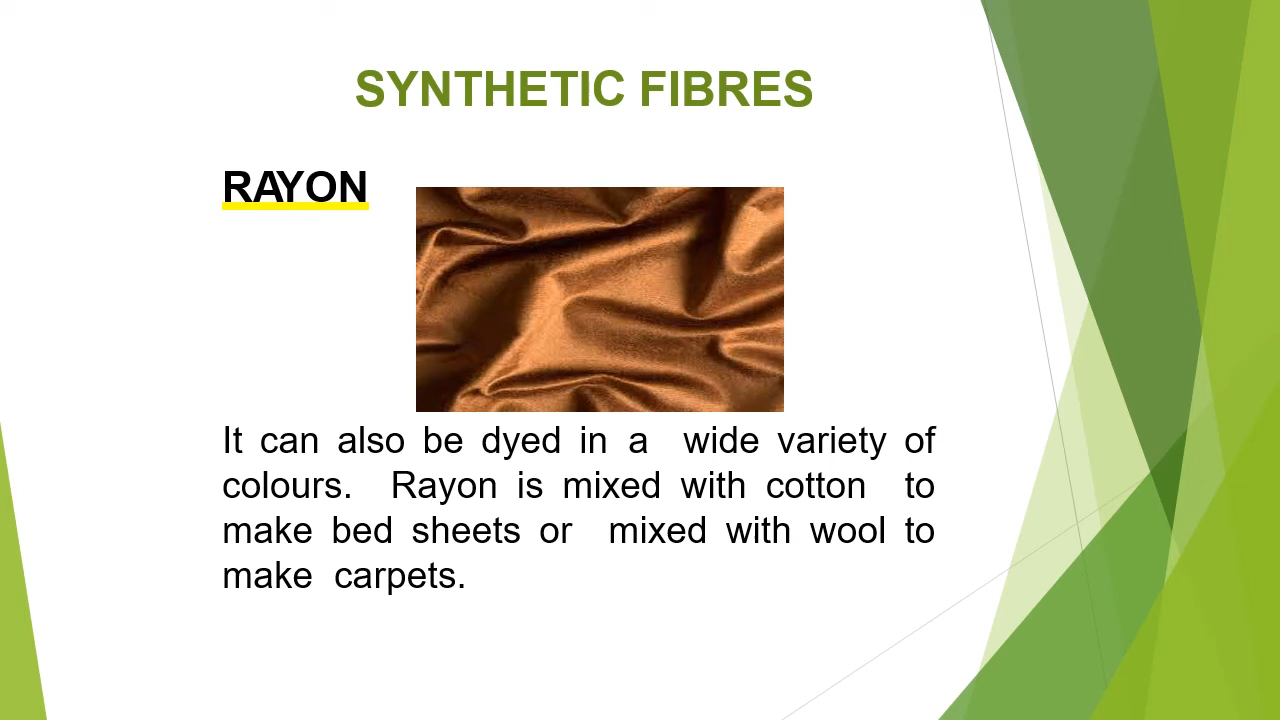 SYNTHETIC FIBRES
RAYON
It can also be dyed in a wide variety of
colours. Rayon is mixed with cotton to
make bed sheets or mixed with wool to
make carpets.